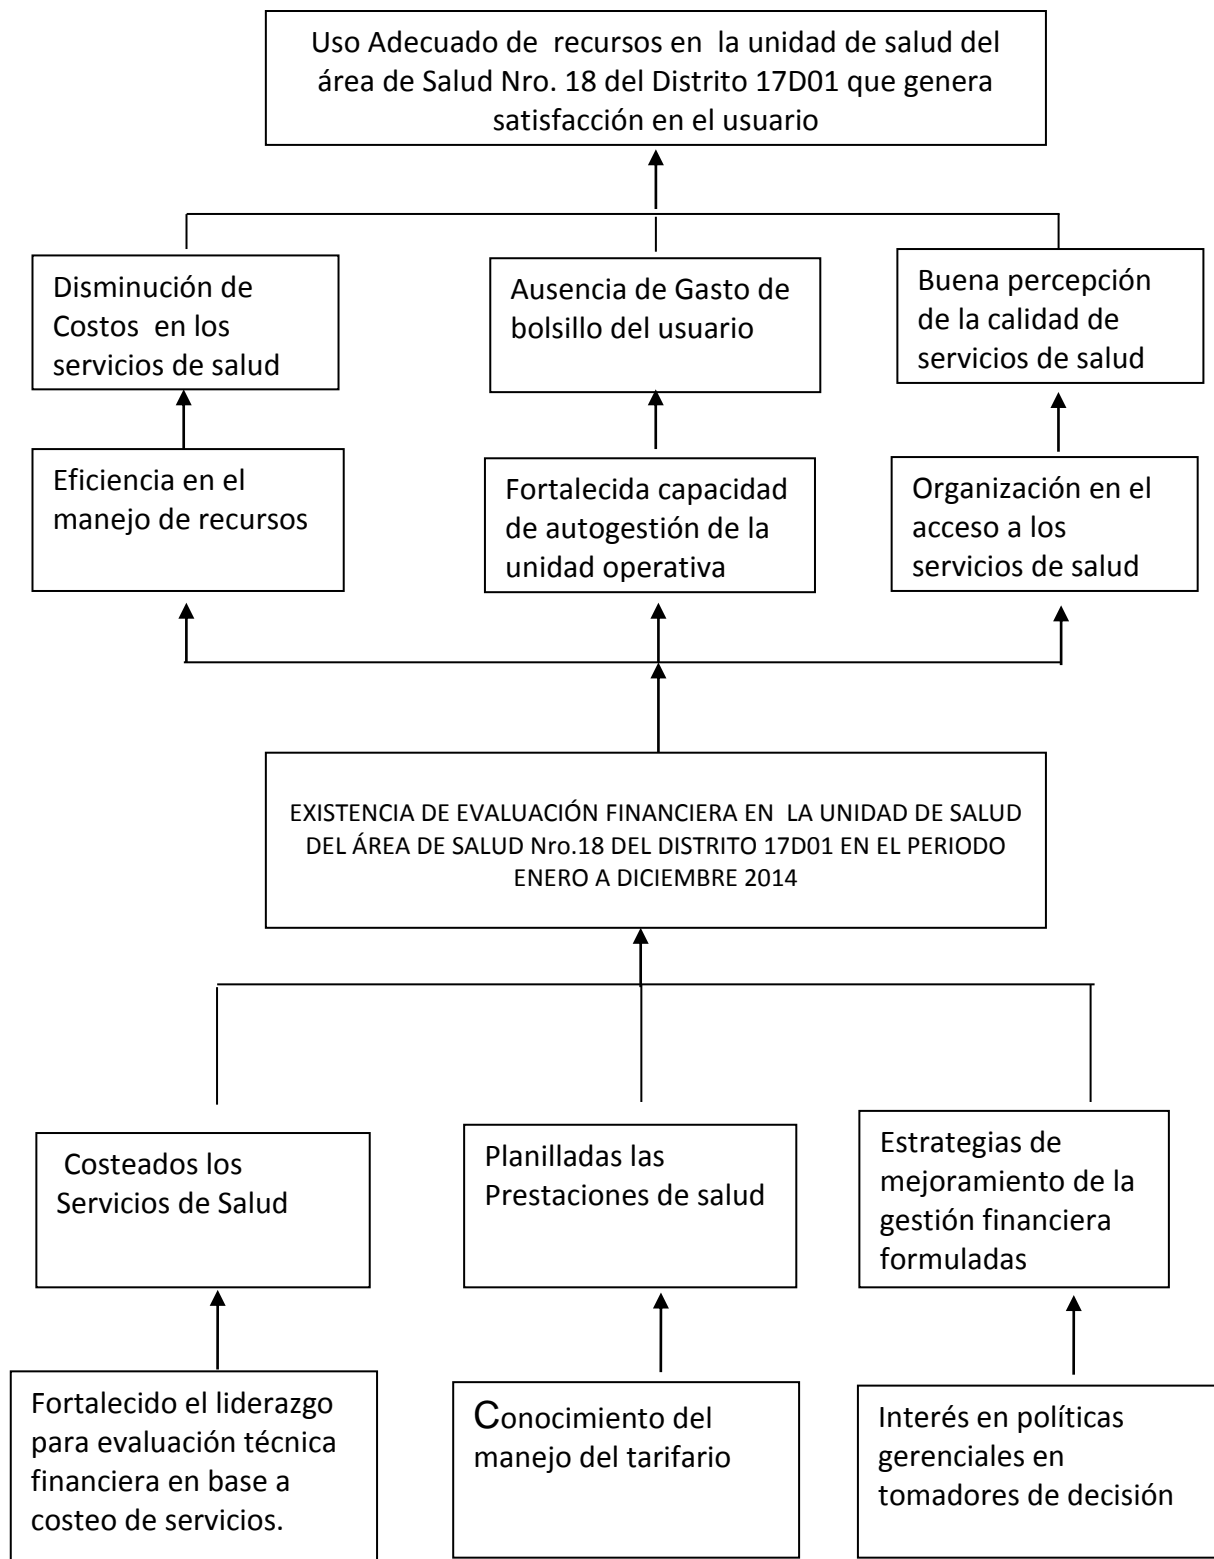 Uso Adecuado de  recursos en  la unidad de salud del
área de Salud Nro. 18 del Distrito 17D01 que genera
satisfacción en el usuario
Disminución de
Costos  en los
servicios de salud
Ausencia de Gasto de
bolsillo del usuario
Buena percepción
de la calidad de
servicios de salud
Eficiencia en el
manejo de recursos
Fortalecida capacidad
de autogestión de la
unidad operativa
Organización en el
acceso a los
servicios de salud
EXISTENCIA DE EVALUACIÓN FINANCIERA EN  LA UNIDAD DE SALUD
DEL ÁREA DE SALUD Nro.18 DEL DISTRITO 17D01 EN EL PERIODO
ENERO A DICIEMBRE 2014
Costeados los
Servicios de Salud
Planilladas las
Prestaciones de salud
Estrategias de
mejoramiento de la
gestión financiera
formuladas
Fortalecido el liderazgo
para evaluación técnica
financiera en base a
costeo de servicios.
Conocimiento del
manejo del tarifario
Interés en políticas
gerenciales en
tomadores de decisión